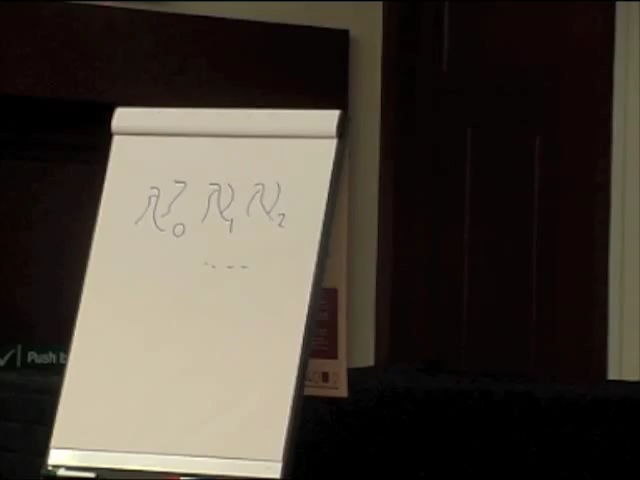 ℵ₀ ℵ₁ ℵ₂
....
Push